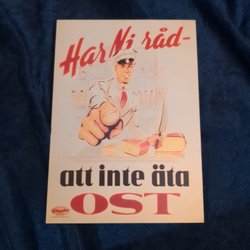 Har Ni råd-
att inte äta
OST